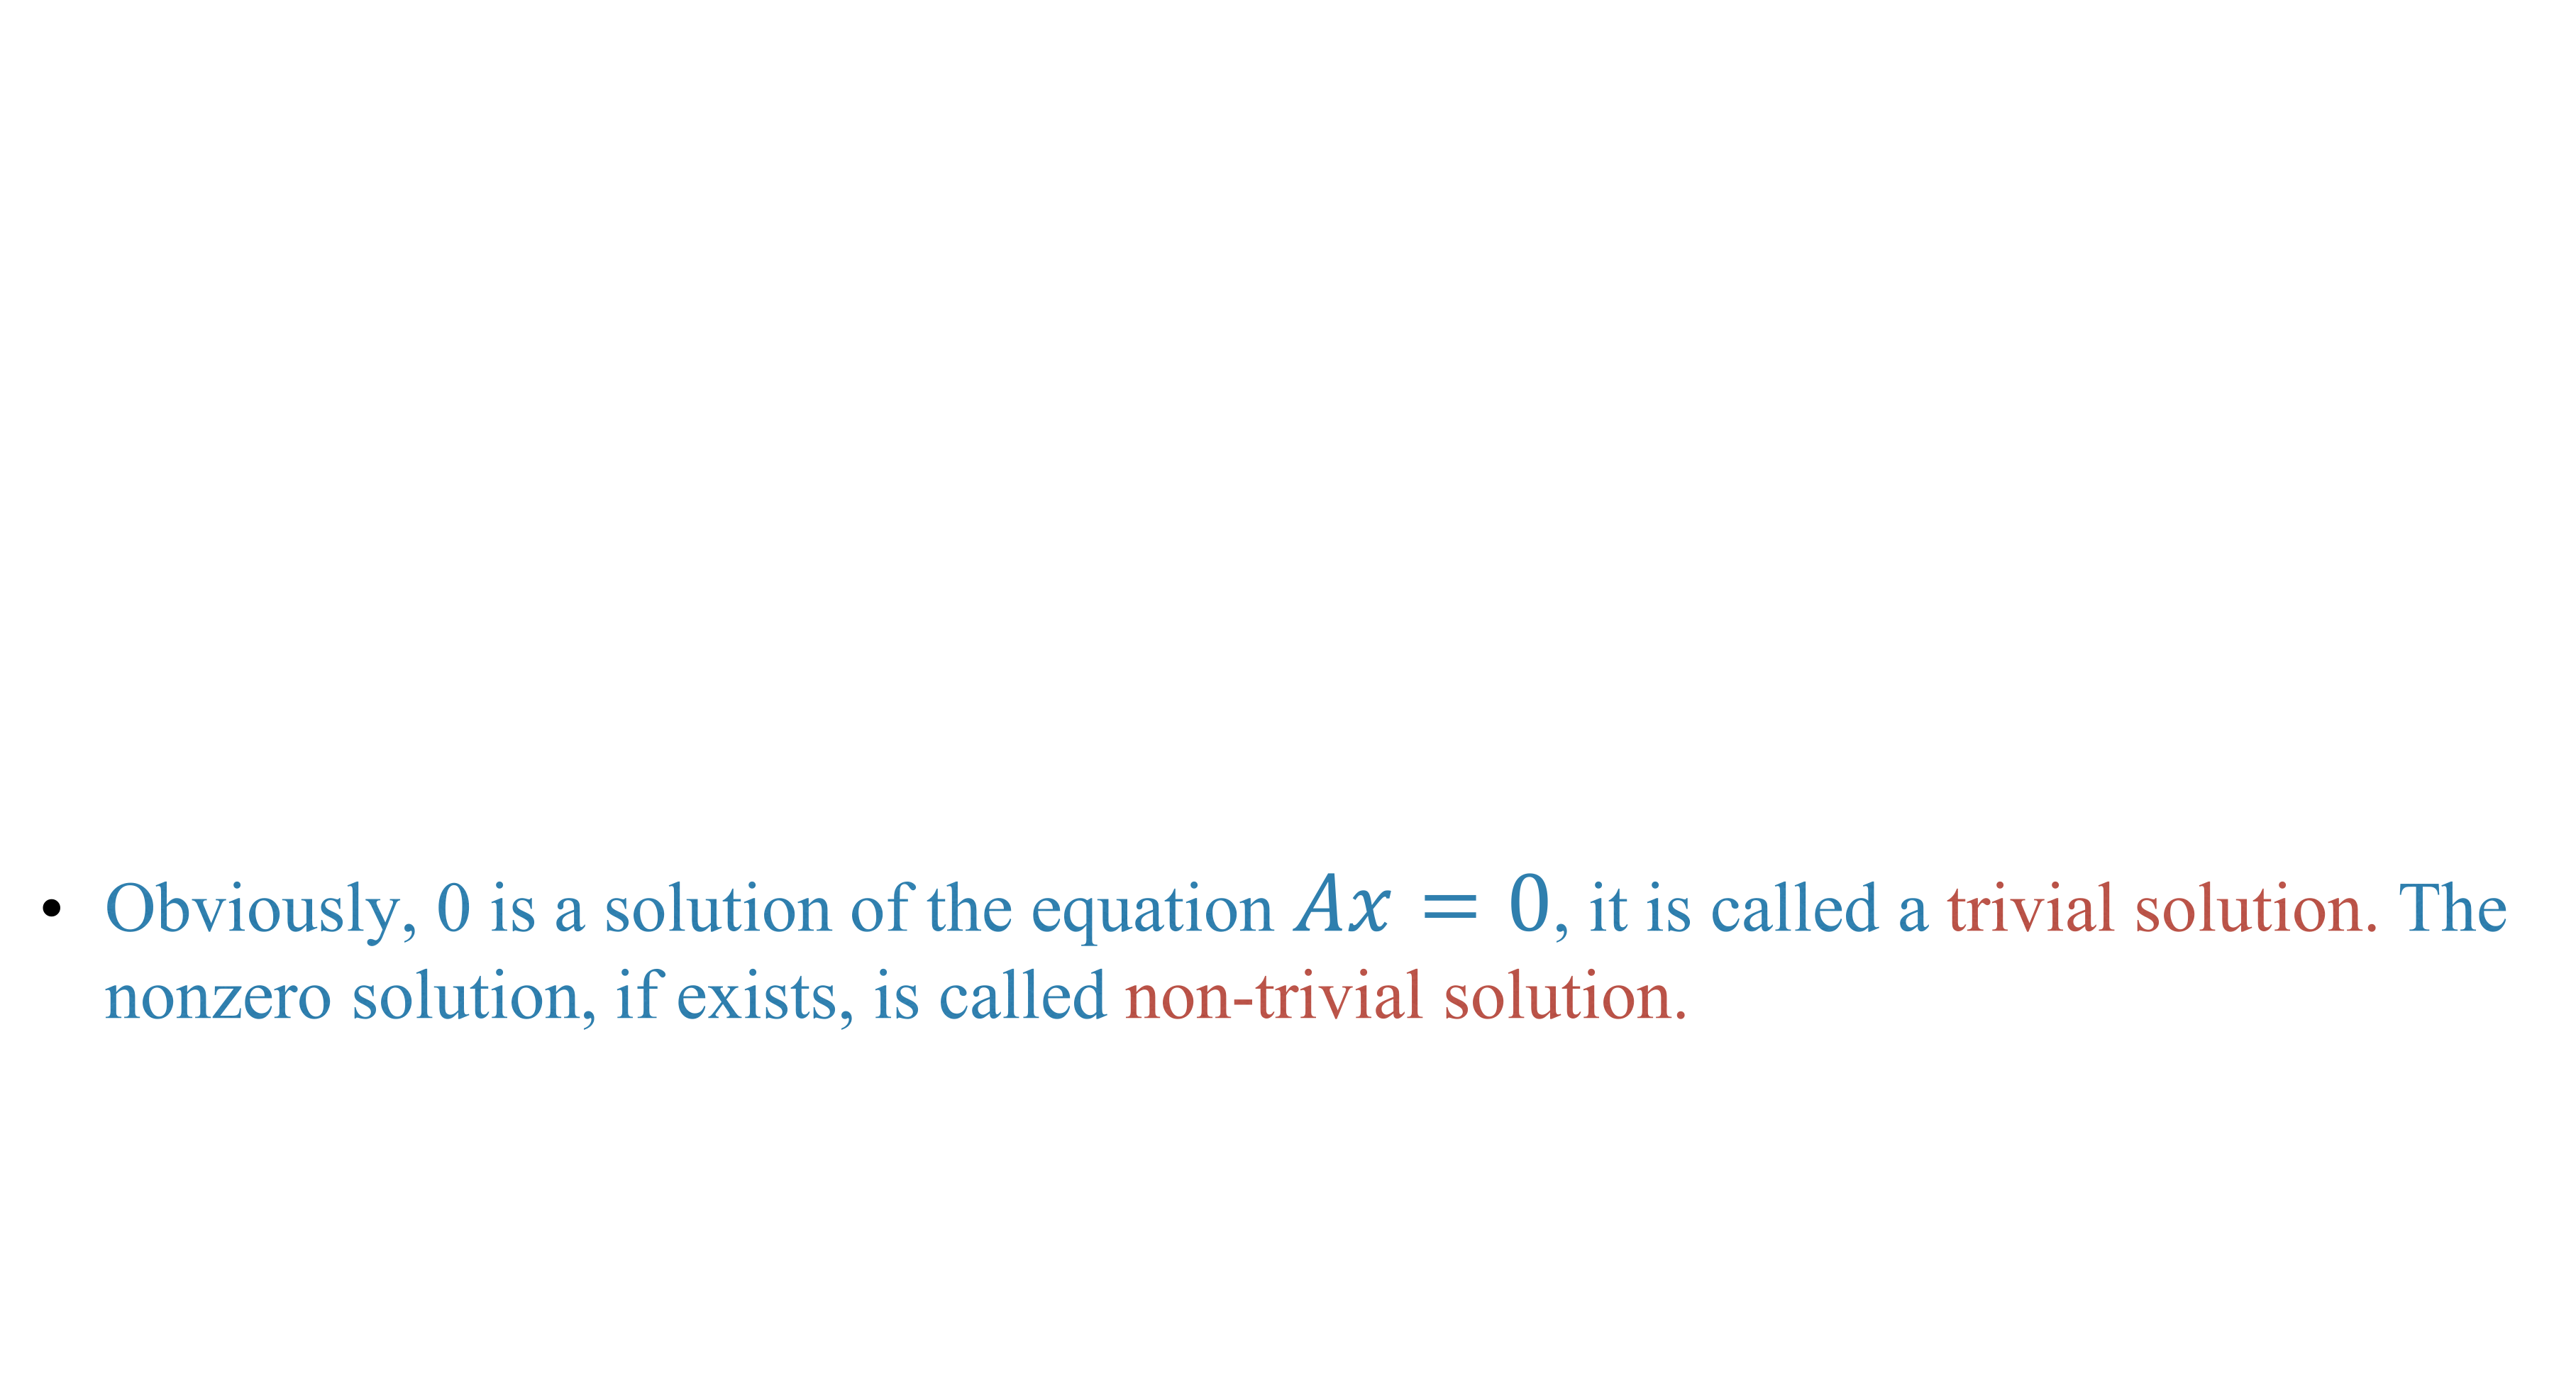 • Obviously, 0 is a solution of the equation Ax = 0, it is called a trivial solution. The
nonzero solution, if exists, is called non-trivial solution.